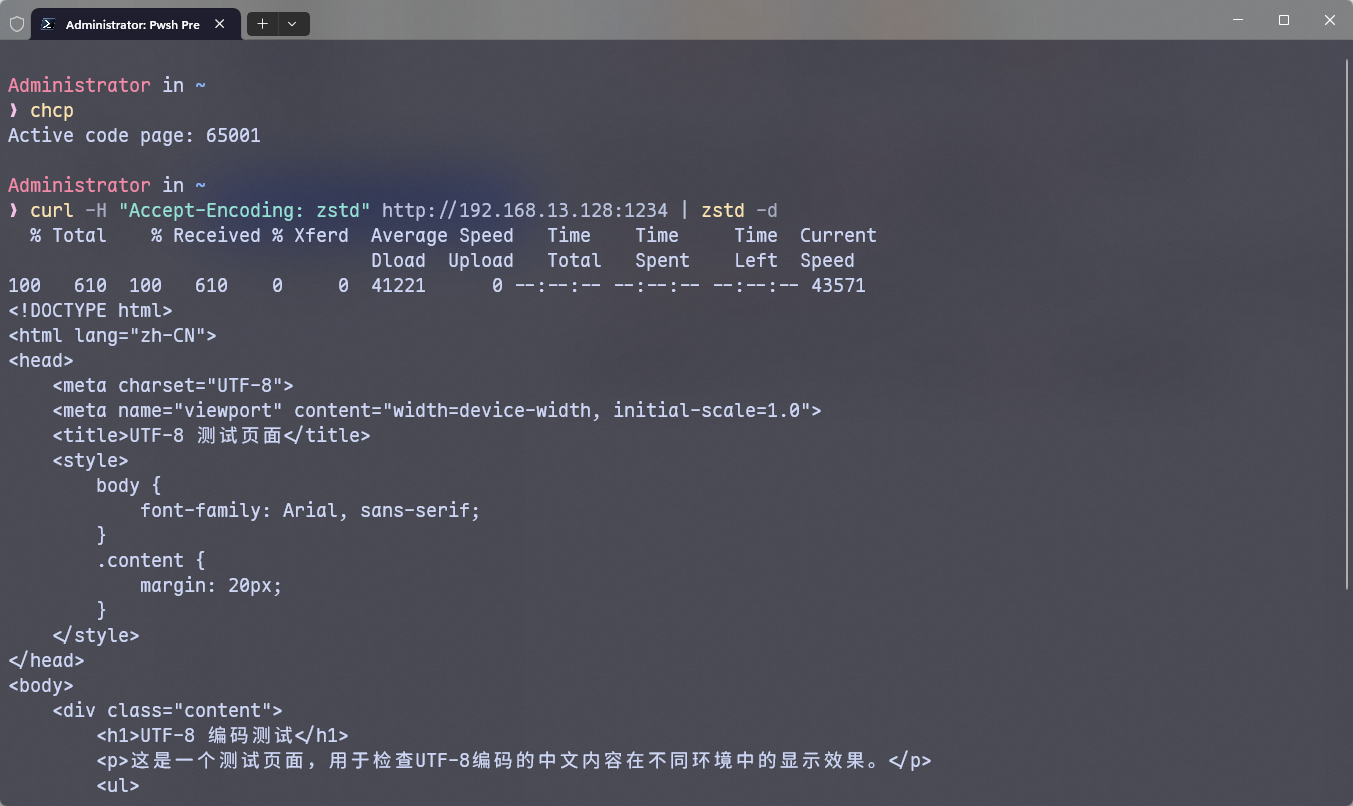 Administrator: Pwsh Pre
Administrator in ~
❯ chcp
Active code page: 65001
Administrator in ~
❯ curl -H "Accept-Encoding: zstd" http://192.168.13.128:1234 | zstd -d
  % Total    % Received % Xferd  Average Speed   Time    Time     Time  Current
                                 Dload  Upload   Total   Spent    Left  Speed
100   610  100   610    0     0  41221      0 --:--:-- --:--:-- --:--:-- 43571
<!DOCTYPE html>
<html lang="zh-CN">
<head>
    <meta charset="UTF-8">
    <meta name="viewport" content="width=device-width, initial-scale=1.0">
    <title>UTF-8 测试页面</title>
    <style>
        body {
            font-family: Arial, sans-serif;
        }
        .content {
            margin: 20px;
        }
    </style>
</head>
<body>
    <div class="content">
        <h1>UTF-8 编码测试</h1>
        <p>这是一个测试页面，用于检查UTF-8编码的中文内容在不同环境中的显示效果。</p>
        <ul>